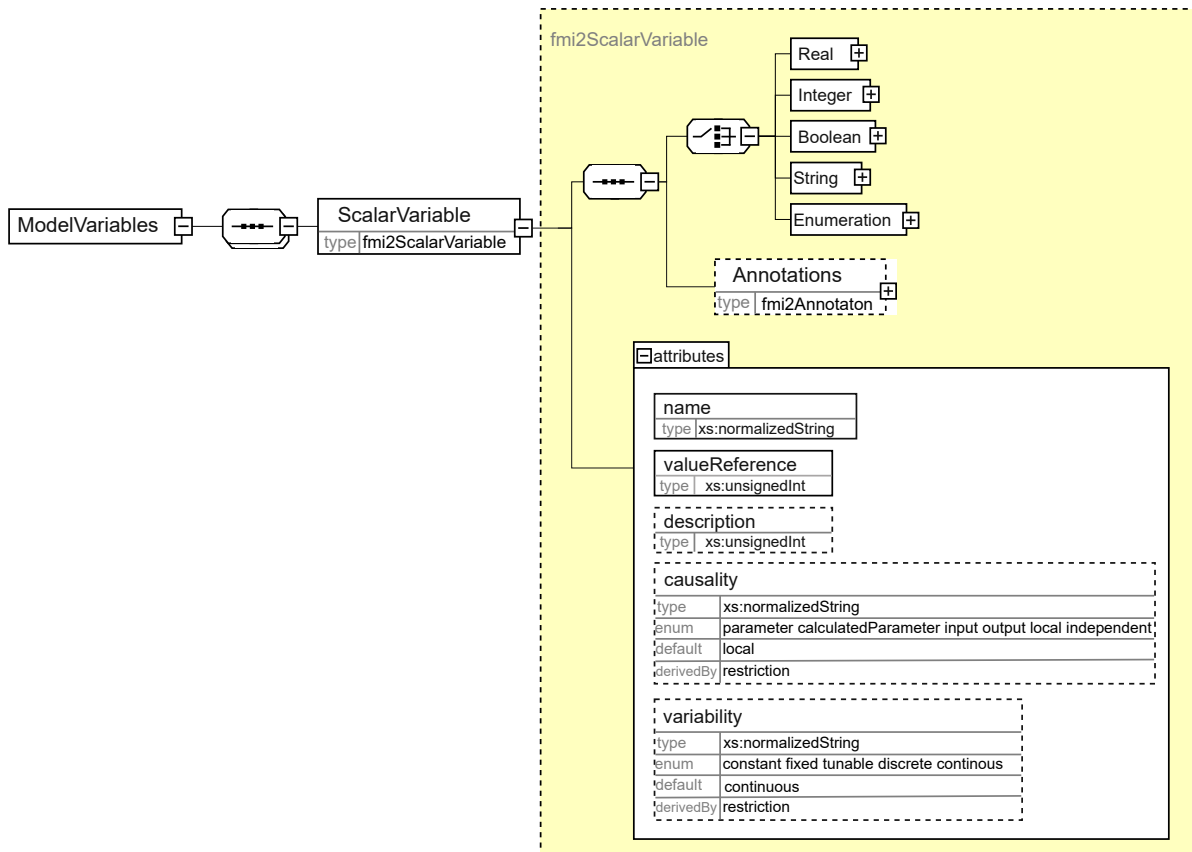 fmi2ScalarVariable
Real
Integer
Boolean
String
Enumeration
ModelVariables
ScalarVariable
type fmi2ScalarVariable
Annotations
type fmi2Annotaton
attributes
name
type xs:normalizedString
valueReference
type xs:unsignedInt
description
type xs:unsignedInt
causality
type xs:normalizedString
enum parameter calculatedParameter input output local independent
default local
derivedBy restriction
variability
type xs:normalizedString
enum constant fixed tunable discrete continous
default continuous
derivedBy restriction